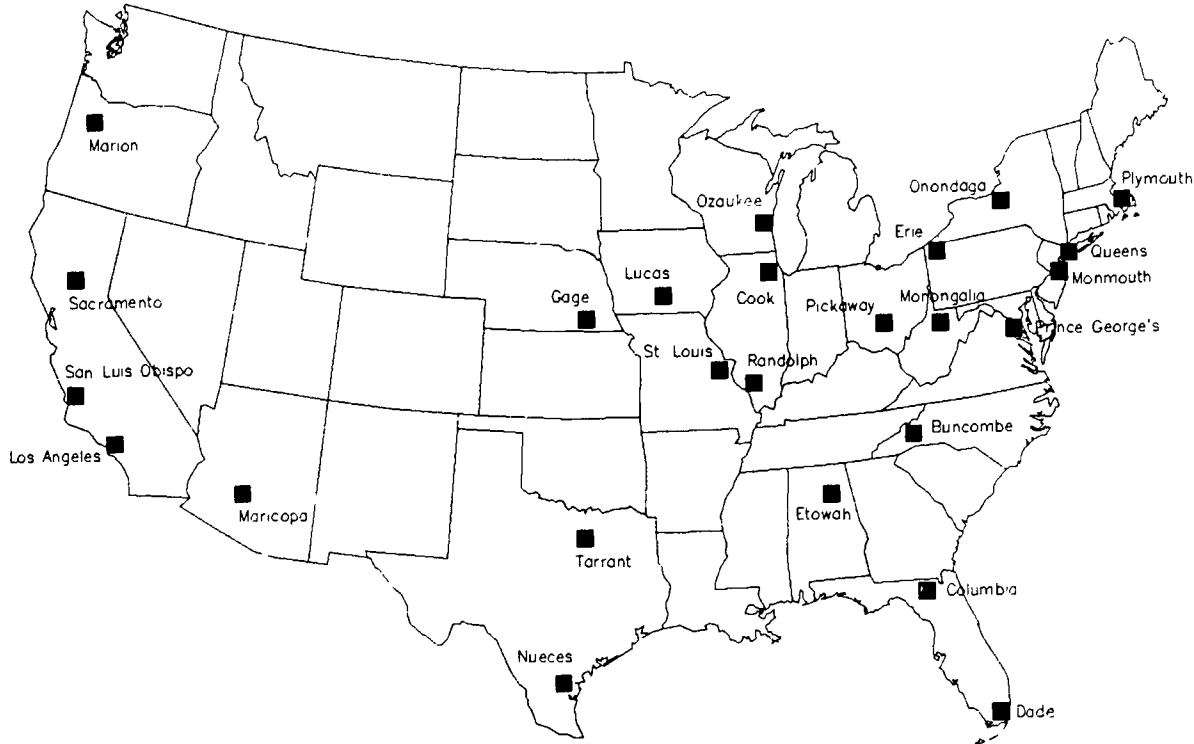 Marion
Plymouth
Onondaga
Ozaukee
Erie
Queens
Lucas
Monmouth
Sacramento
Gage
Cook
Pickaway
Monongalia
Prince George's
St Louis
Randolph
San Luis Obispo
Buncombe
Los Angeles
Maricopa
Etowah
Tarrant
Columbia
Nueces
Dade